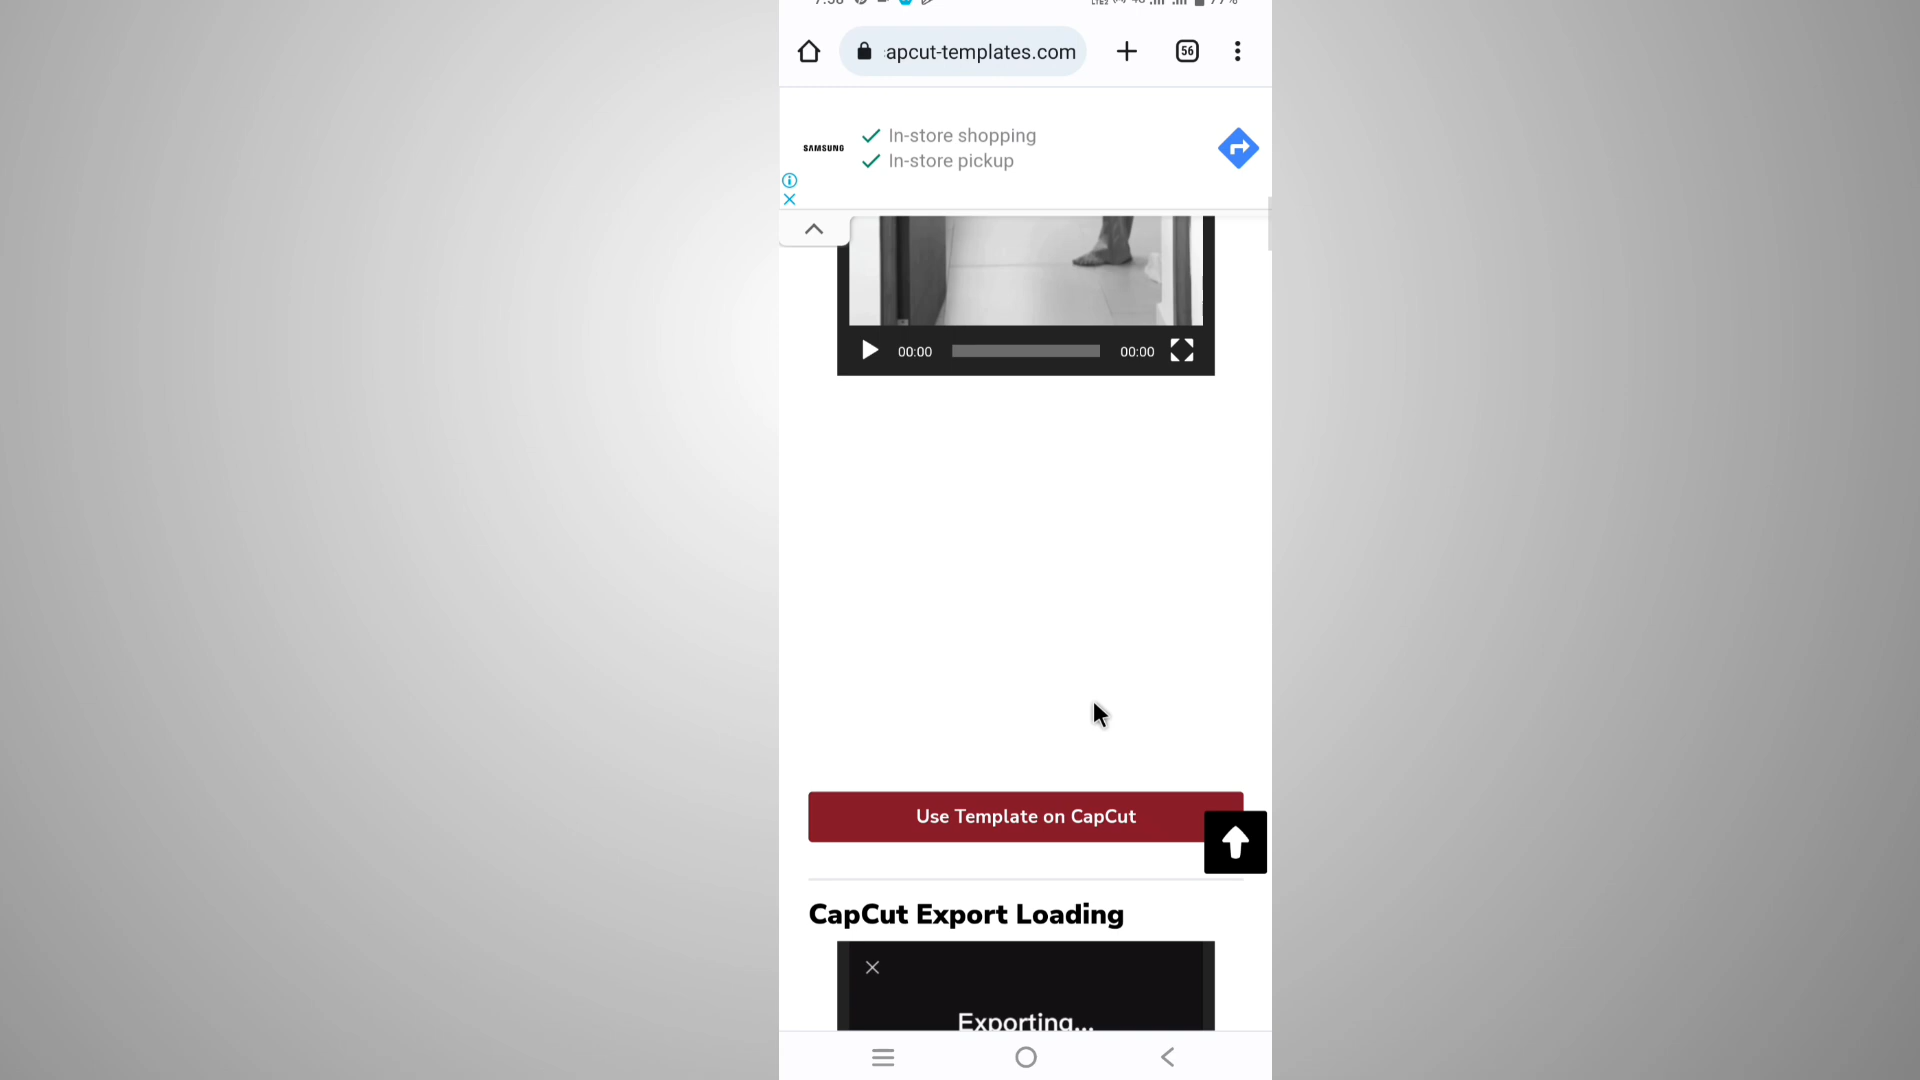 apcut-templates.com
56
SAMSUNG
In-store shopping
In-store pickup
00:00
00:00
Use Template on CapCut
CapCut Export Loading
Exporting...